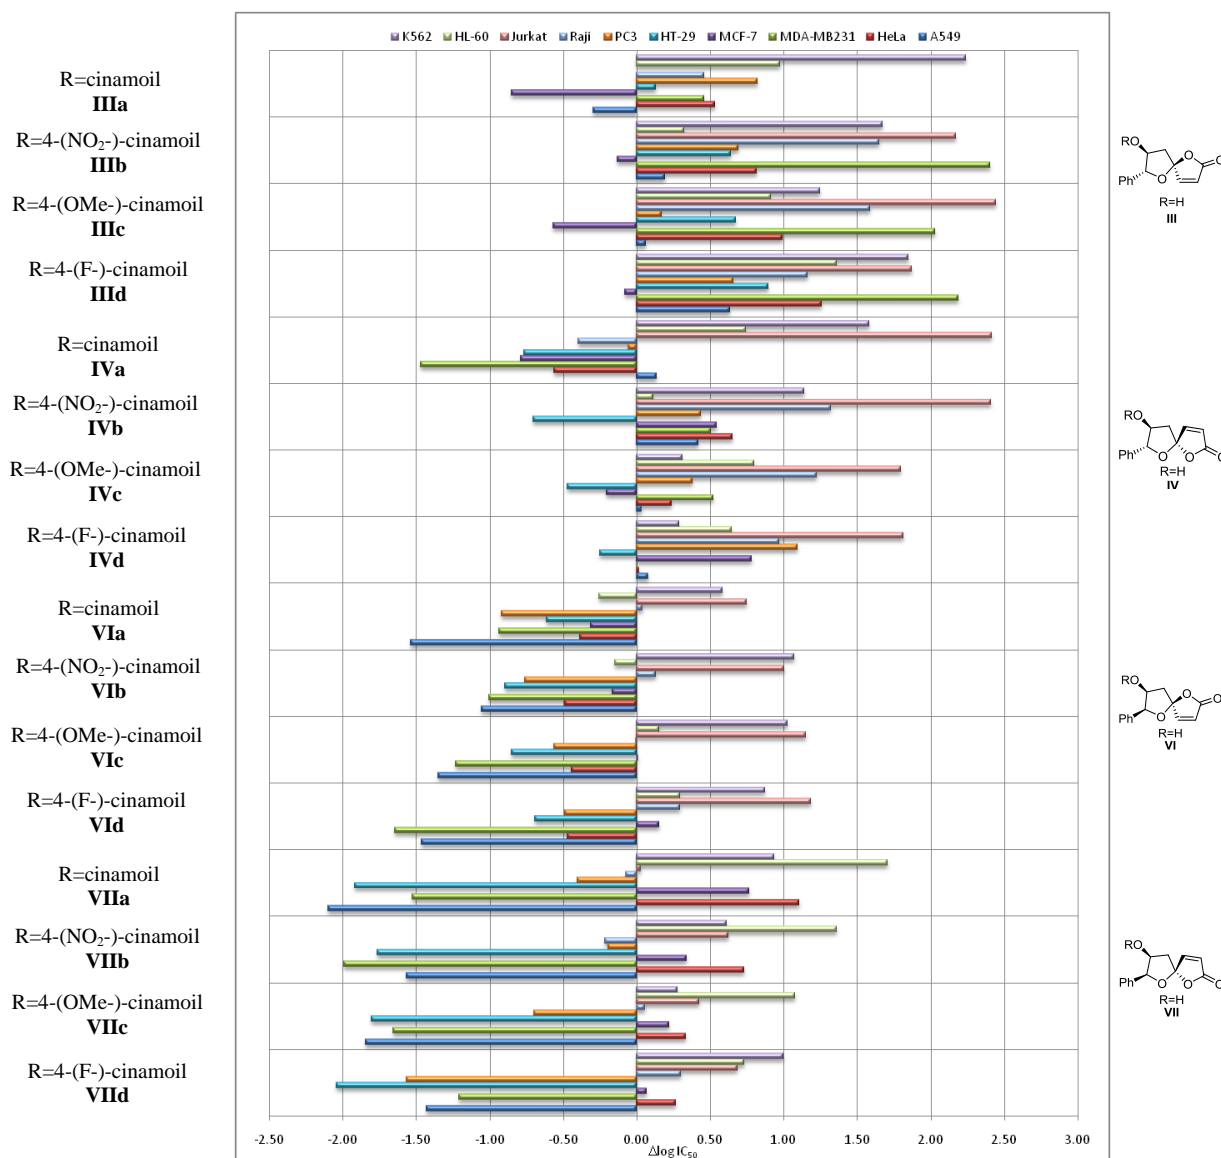 K562 HL-60 Jurkat Raji PC3 HT-29 MCF-7 MDA-MB231 HeLa A549
R=cinamoil
IIIa
R=4-(NO2-)-cinamoil
IIIb
R=4-(OMe-)-cinamoil
IIIc
R=4-(F-)-cinamoil
IIId
R=cinamoil
IVa
R=4-(NO2-)-cinamoil
IVb
R=4-(OMe-)-cinamoil
IVc
R=4-(F-)-cinamoil
IVd
R=cinamoil
VIa
R=4-(NO2-)-cinamoil
VIb
R=4-(OMe-)-cinamoil
VIc
R=4-(F-)-cinamoil
VId
R=cinamoil
VIIa
R=4-(NO2-)-cinamoil
VIIb
R=4-(OMe-)-cinamoil
VIIc
R=4-(F-)-cinamoil
VIId
-2.50 -2.00 -1.50 -1.00 -0.50 0.00 0.50 1.00 1.50 2.00 2.50 3.00
ΔlogIC50
RO
O
O
Ph
O
R=H
III
RO
O
Ph
O
O
R=H
IV
RO
O
O
Ph
O
R=H
VI
RO
O
Ph
O
O
R=H
VII